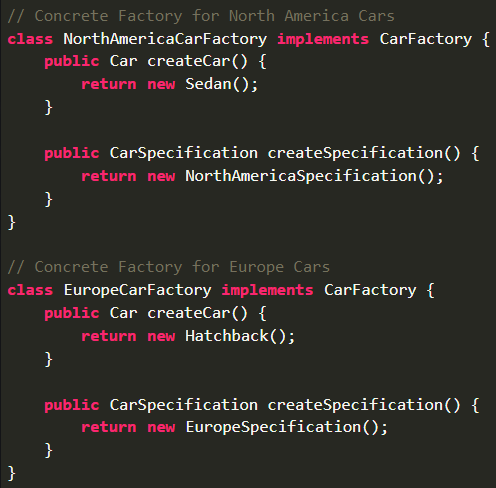 // Concrete Factory for North America Cars
class NorthAmericaCarFactory implements CarFactory {
    public Car createCar() {
        return new Sedan();
    }

    public CarSpecification createSpecification() {
        return new NorthAmericaSpecification();
    }
}

// Concrete Factory for Europe Cars
class EuropeCarFactory implements CarFactory {
    public Car createCar() {
        return new Hatchback();
    }

    public CarSpecification createSpecification() {
        return new EuropeSpecification();
    }
}